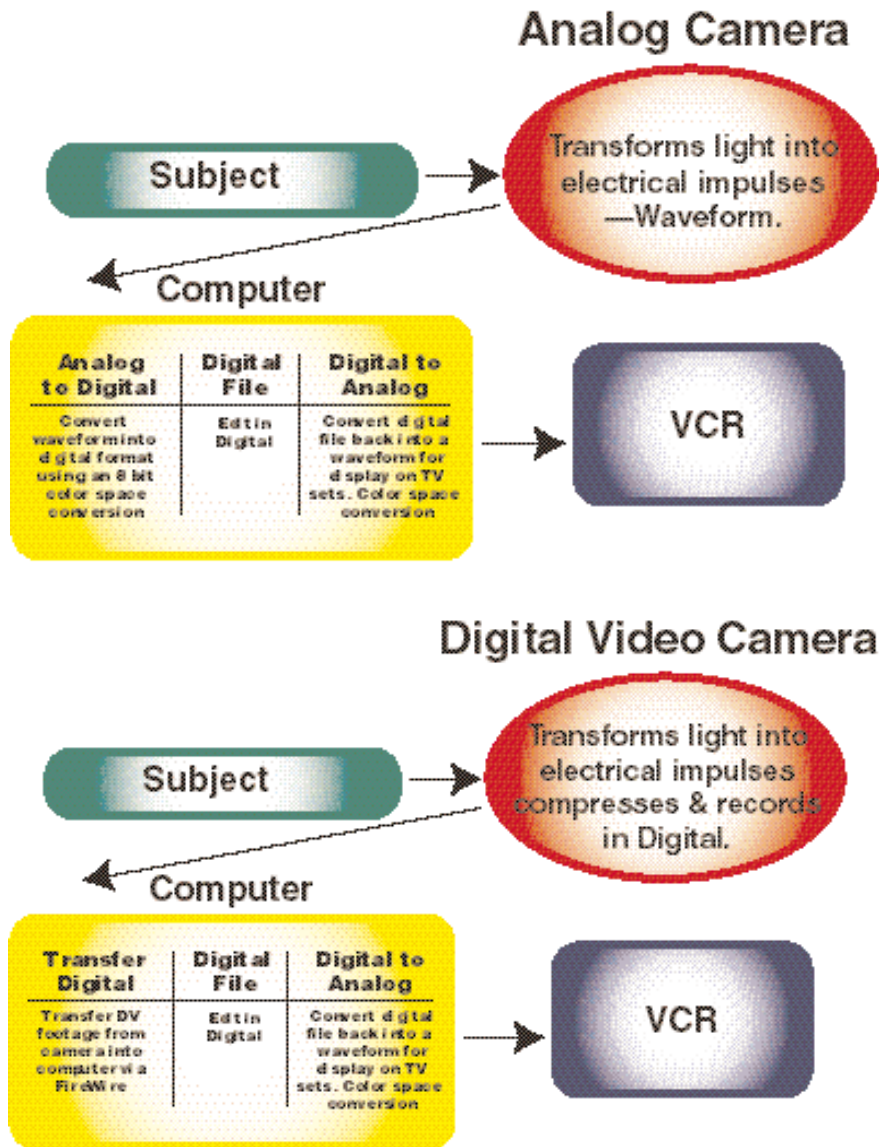 Analog Camera
Subject
Transforms light into
electrical impulses
—Waveform.
Computer
Analog
to Digital
Convert
waveform into
digital format
using an 8 bit
color space
conversion
Digital
File
Edt in
Digital
Digital to
Analog
Convert digital
file back into a
waveform for
display on TV
sets. Color space
conversion
VCR
Digital Video Camera
Subject
Transforms light into
electrical impulses
compresses & records
in Digital.
Computer
Transfer
Digital
Transfer DV
footage from
camera into
computer via
FireWire
Digital
File
Edt in
Digital
Digital to
Analog
Convert digital
file back into a
waveform for
display on TV
sets. Color space
conversion
VCR